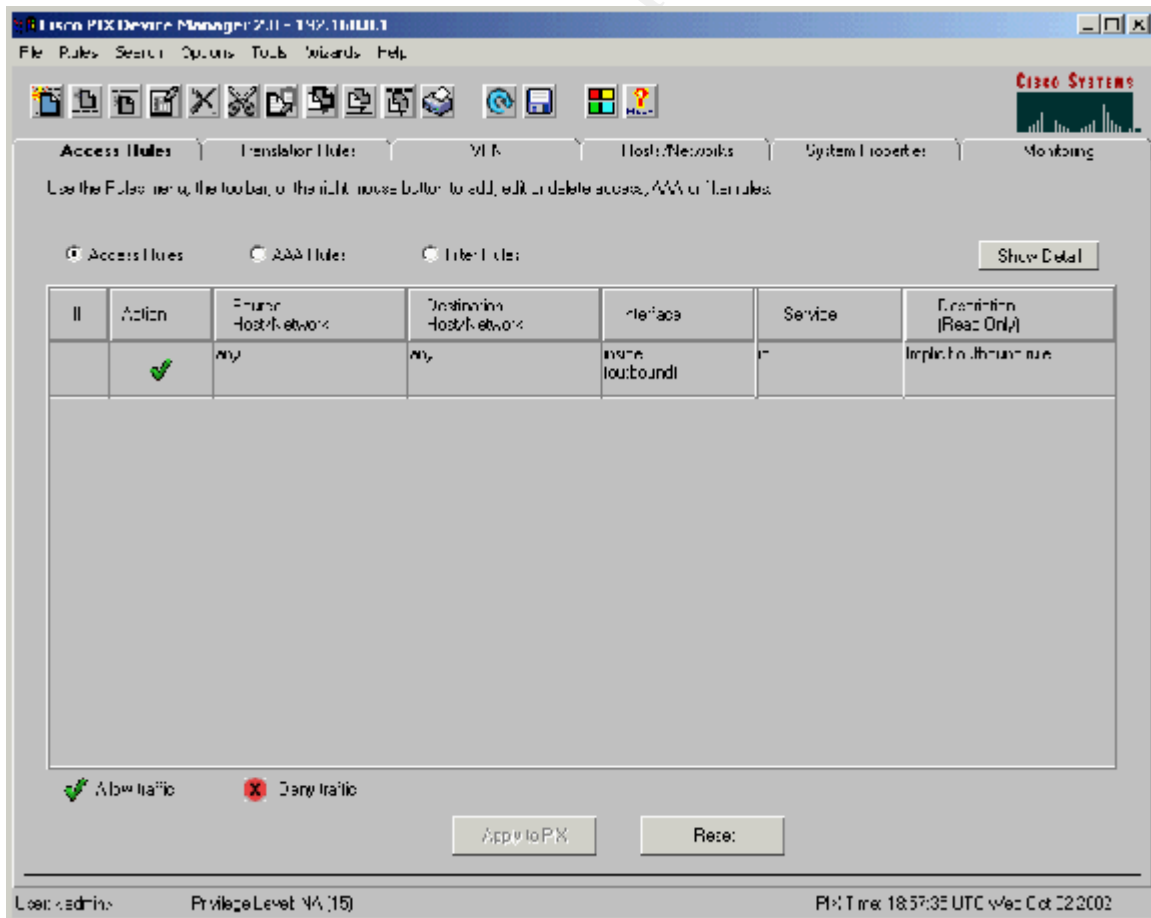 Cisco PIX Device Manager 2.0 - 192.168.0.1
File Rules Search Options Tools Wizards Help
CISCO SYSTEMS
Access Rules Translation Rules VPN Hosts/Networks System Properties Monitoring
Use the Rules menu, the toolbar, or the right mouse button to add, edit or delete access, AAA or filter rules.
Access Rules AAA Rules Filter Rules Show Detail
# Action Source Host/Network Destination Host/Network Interface Service Description (Read Only)
any any inside (outbound) ip Implicit outbound rule
Allow traffic Deny traffic
Apply to PIX Reset
User: <admin> Privilege Level: NA (15) PIX Time: 18:57:35 UTC Wed Oct 02 2002